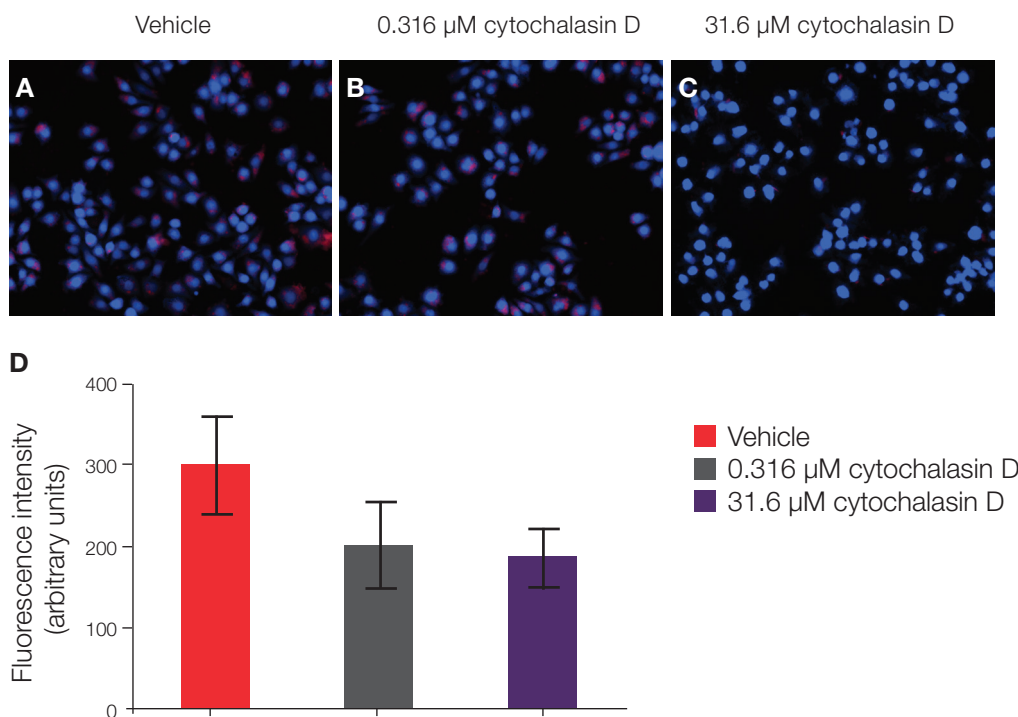 Vehicle
0.316 µM cytochalasin D
31.6 µM cytochalasin D
A
B
C
D
Fluorescence intensity
(arbitrary units)
400
300
200
100
0
Vehicle
0.316 µM cytochalasin D
31.6 µM cytochalasin D